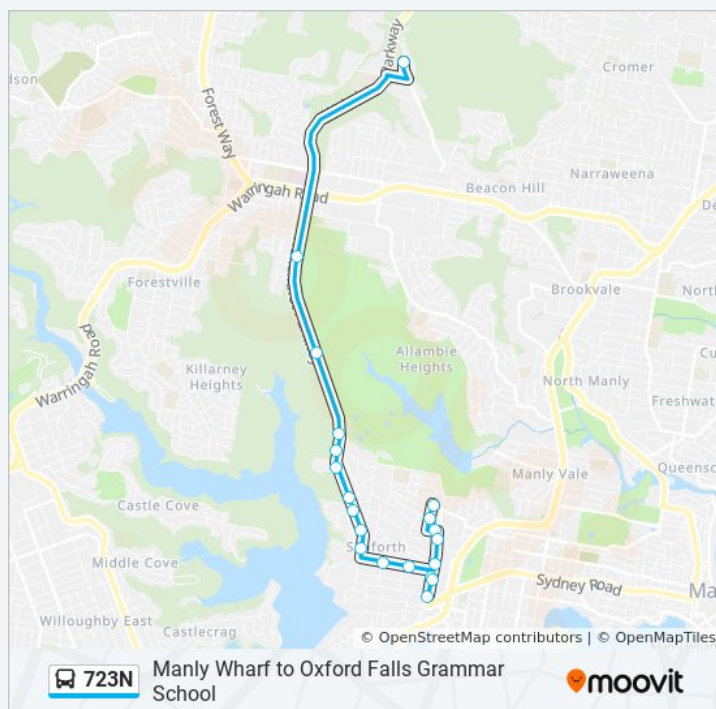 Parkway
Cromer
Forest Way
Narraweena
Beacon Hill
Warringah Road
Forestville
Brookvale
Warringah Road
Killarney
Heights
Allambie
Heights
North Manly
Freshwat
Manly Vale
Queensc
Castle Cove
Middle Cove
Sydney Road
Willoughby East
Castlecrag
© OpenStreetMap contributors | © OpenMapTiles
723N
Manly Wharf to Oxford Falls Grammar
School
moovit